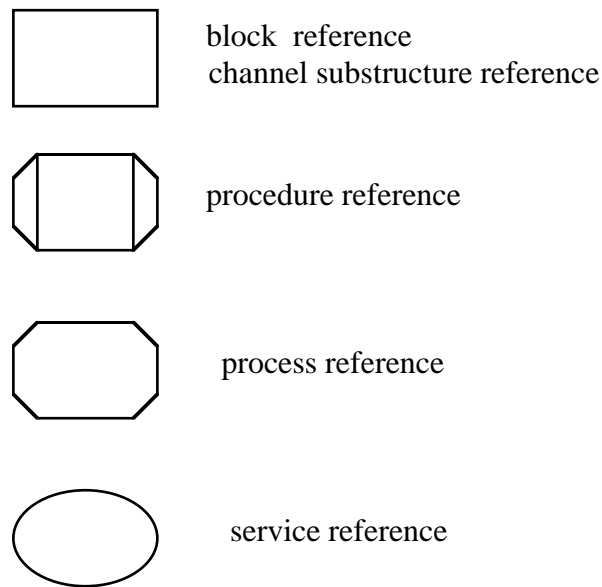 block reference
channel substructure reference
procedure reference
process reference
service reference